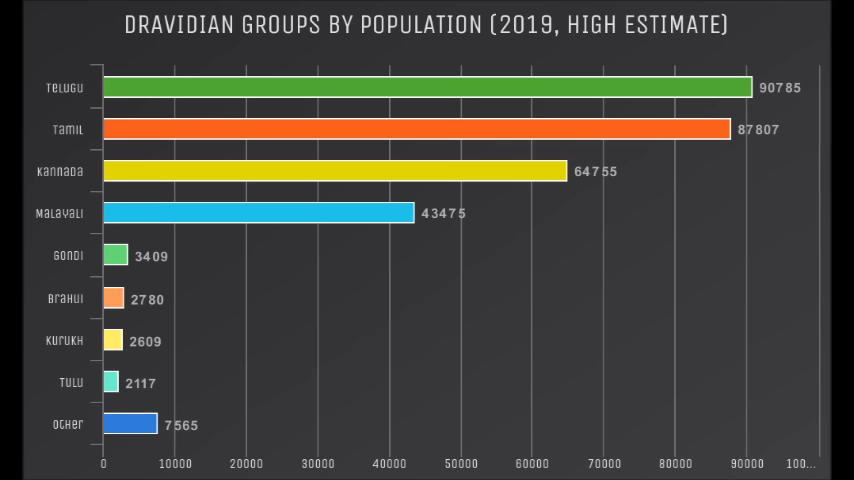 DRAVIDIAN GROUPS BY POPULATION (2019, HIGH ESTIMATE)
Telugu 90785
Tamil 87807
Kannada 64755
Malayali 43475
Gondi 3409
Brahui 2780
Kurukh 2609
Tulu 2117
Other 7565
0 10000 20000 30000 40000 50000 60000 70000 80000 90000 100...